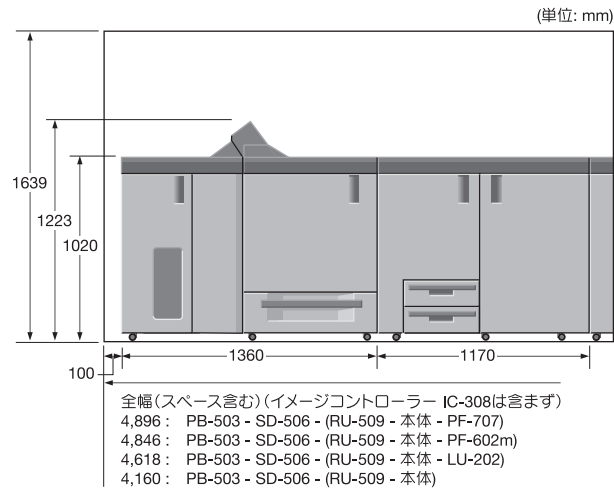 (単位: mm)
1639
1223
1020
1360
1170
100
全幅(スペース含む)(イメージコントローラー IC-308は含まず)
4,896 : PB-503 - SD-506 - (RU-509 - 本体 - PF-707)
4,846 : PB-503 - SD-506 - (RU-509 - 本体 - PF-602m)
4,618 : PB-503 - SD-506 - (RU-509 - 本体 - LU-202)
4,160 : PB-503 - SD-506 - (RU-509 - 本体)